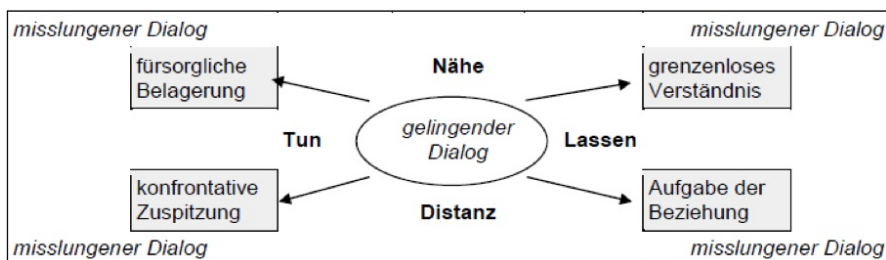 misslungener Dialog
misslungener Dialog
fürsorgliche
Belagerung
Nähe
grenzenloses
Verständnis
Tun
gelingender
Dialog
Lassen
konfrontative
Zuspitzung
Distanz
Aufgabe der
Beziehung
misslungener Dialog
misslungener Dialog